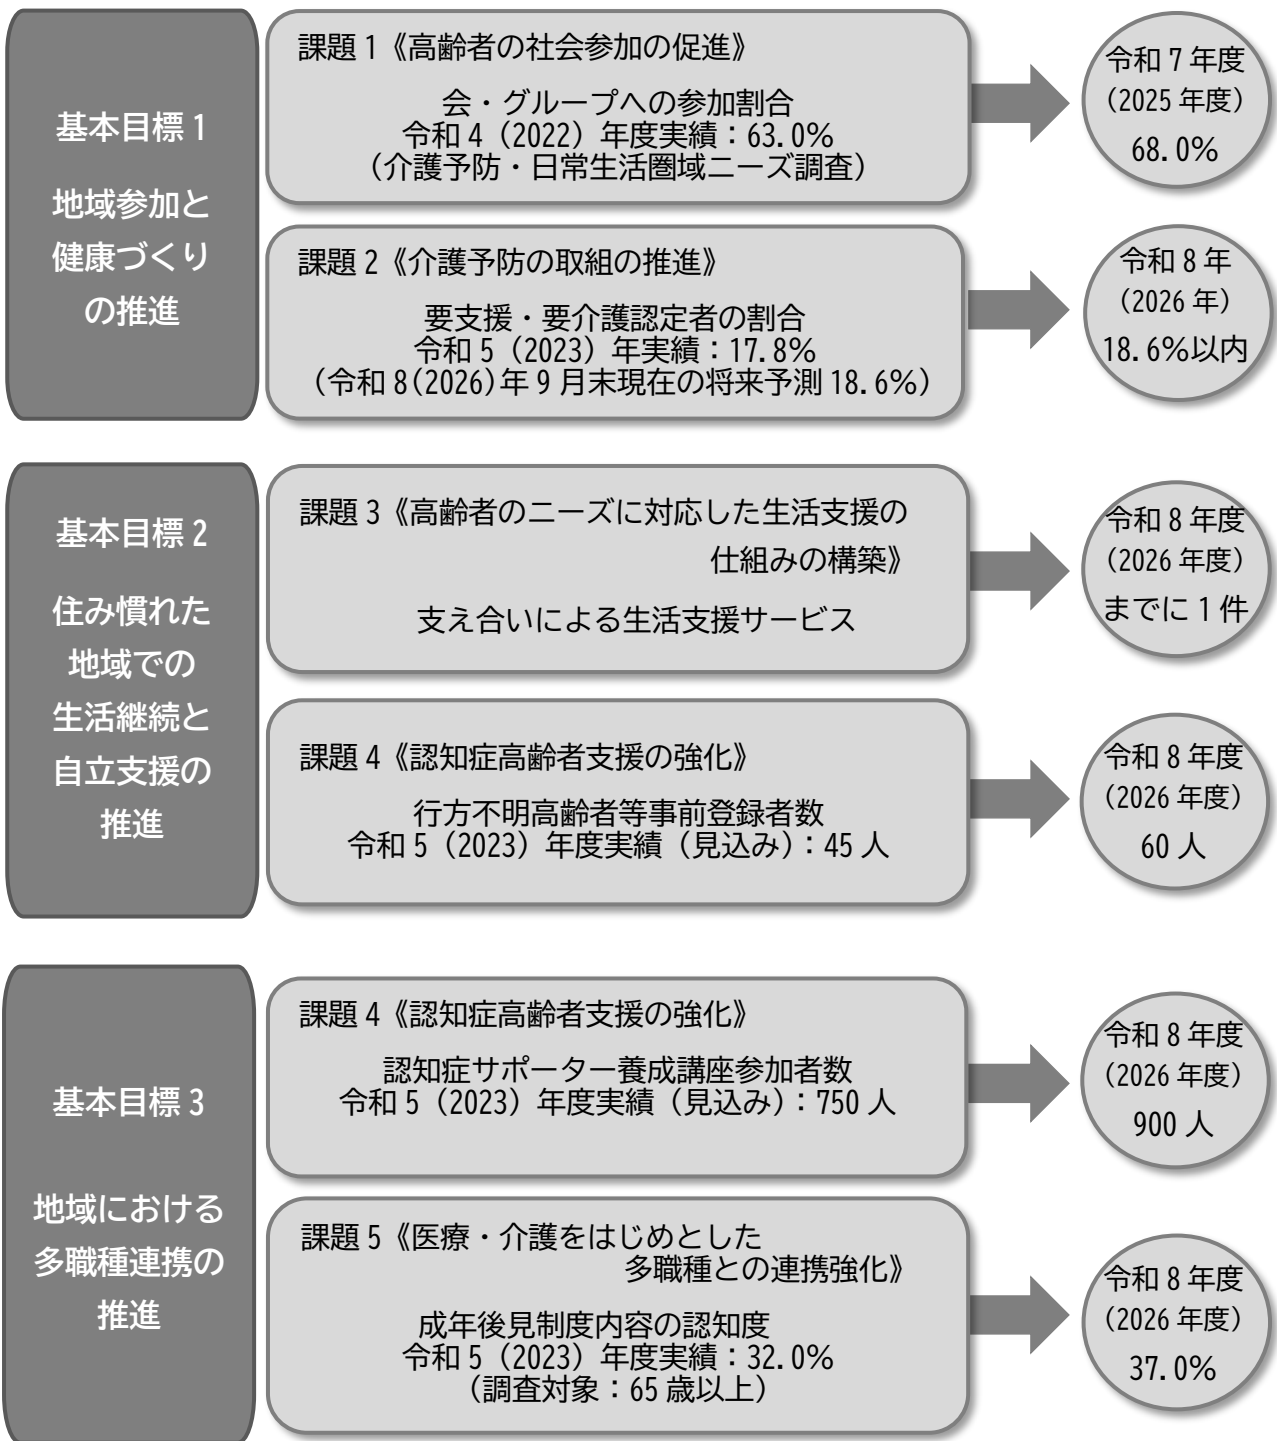 基本目標 1
地域参加と
健康づくり
の推進
課題 1《高齢者の社会参加の促進》
会・グループへの参加割合
令和 4（2022）年度実績：63.0%
（介護予防・日常生活圏域ニーズ調査）
令和 7 年度
（2025 年度）
68.0%
課題 2《介護予防の取組の推進》
要支援・要介護認定者の割合
令和 5（2023）年実績：17.8%
（令和 8(2026)年 9 月末現在の将来予測 18.6%）
令和 8 年
（2026 年）
18.6%以内
基本目標 2
住み慣れた
地域での
生活継続と
自立支援の
推進
課題 3《高齢者のニーズに対応した生活支援の
仕組みの構築》
支え合いによる生活支援サービス
令和 8 年度
（2026 年度）
までに 1 件
課題 4《認知症高齢者支援の強化》
行方不明高齢者等事前登録者数
令和 5（2023）年度実績（見込み）：45 人
令和 8 年度
（2026 年度）
60 人
基本目標 3
地域における
多職種連携の
推進
課題 4《認知症高齢者支援の強化》
認知症サポーター養成講座参加者数
令和 5（2023）年度実績（見込み）：750 人
令和 8 年度
（2026 年度）
900 人
課題 5《医療・介護をはじめとした
多職種との連携強化》
成年後見制度内容の認知度
令和 5（2023）年度実績：32.0%
（調査対象：65 歳以上）
令和 8 年度
（2026 年度）
37.0%